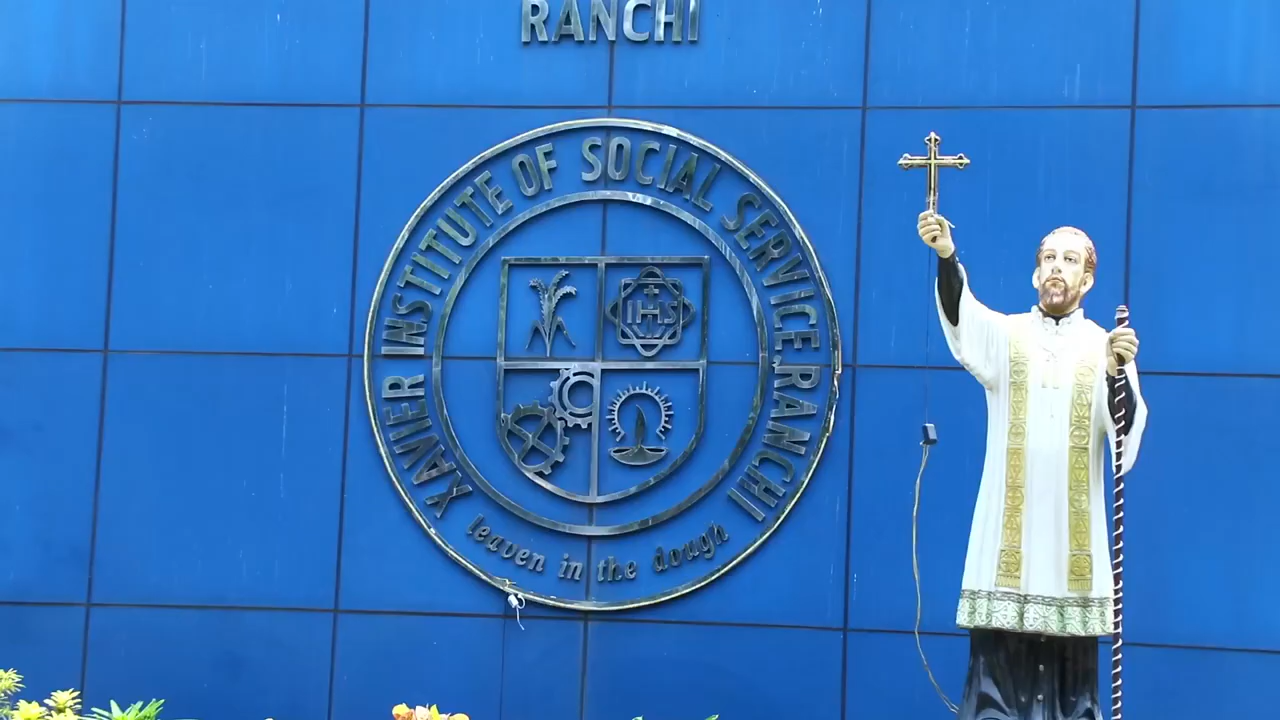 RANCHI
XAVIER INSTITUTE OF SOCIAL SERVICE, RANCHI
IHS
leaven in the dough